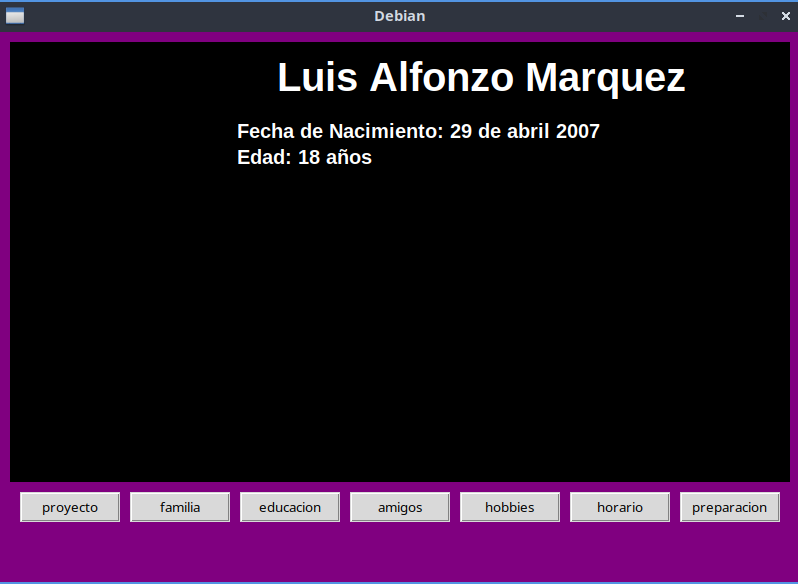 Debian
Luis Alfonzo Marquez
Fecha de Nacimiento: 29 de abril 2007
Edad: 18 años
proyecto
familia
educacion
amigos
hobbies
horario
preparacion